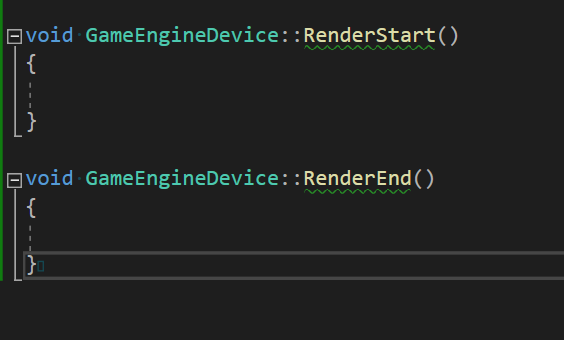 void GameEngineDevice::RenderStart()
{
}
void GameEngineDevice::RenderEnd()
{
}